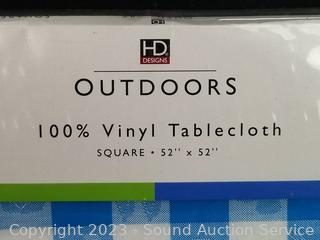 HD
DESIGNS
OUTDOORS
100% Vinyl Tablecloth
SQUARE • 52" x 52"
Copyright 2023 - Sound Auction Service